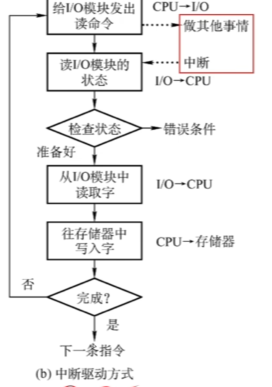 给I/O模块发出
读命令
CPU→I/O
做其他事情
读I/O模块的
状态
中断
I/O→CPU
检查状态
错误条件
准备好
从I/O模块中
读取字
I/O→CPU
往存储器中
写入字
CPU→存储器
否
完成?
是
下一条指令
(b) 中断驱动方式